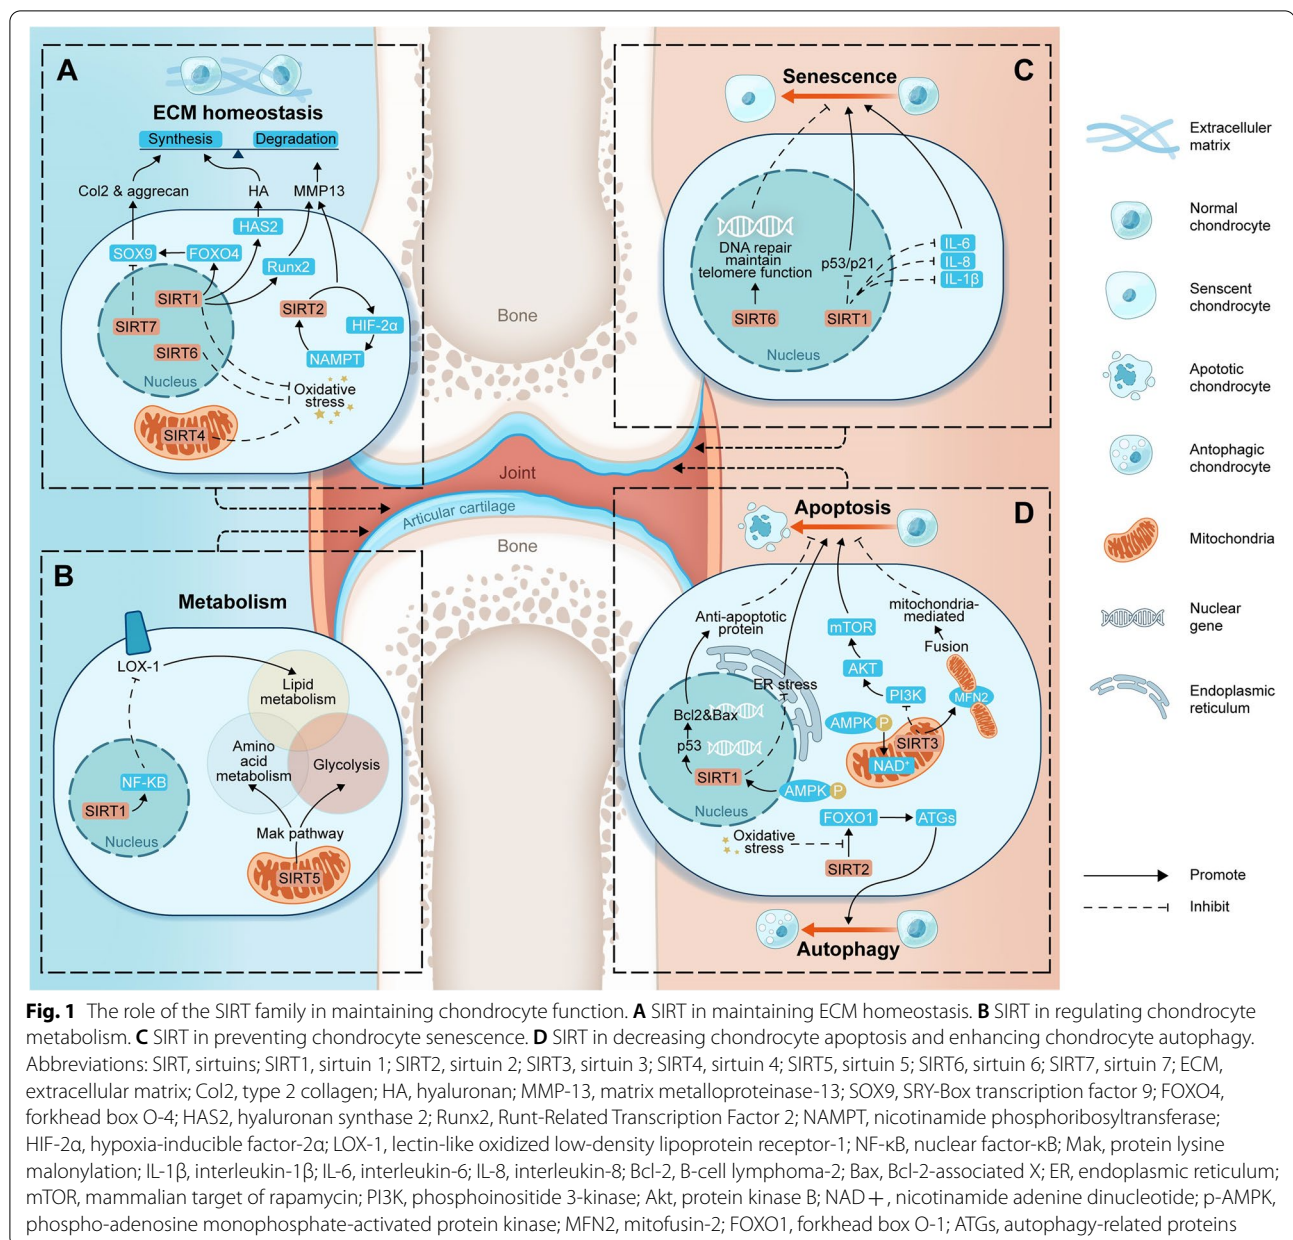 A
ECM homeostasis
Synthesis
Degradation
Col2 & aggrecan
HA
MMP13
HAS2
SOX9
FOXO4
Runx2
SIRT1
SIRT2
SIRT7
HIF-2α
SIRT6
NAMPT
Nucleus
Oxidative
stress
SIRT4
B
Metabolism
LOX-1
Lipid
metabolism
Amino
acid
metabolism
Glycolysis
NF-KB
SIRT1
Nucleus
Mak pathway
SIRT5
Bone
Joint
Articular cartilage
Bone
C
Senescence
DNA repair
maintain
telomere function
p53/p21
IL-6
IL-8
IL-1β
SIRT6
SIRT1
Nucleus
D
Apoptosis
Anti-apoptotic
protein
mitochondria-
mediated
mTOR
Fusion
AKT
ER stress
PI3K
MFN2
Bcl2&Bax
AMPK
P
p53
SIRT3
NAD+
SIRT1
AMPK
P
Nucleus
FOXO1
ATGs
Oxidative
stress
SIRT2
Autophagy
Extracelluler
matrix
Normal
chondrocyte
Senscent
chondrocyte
Apototic
chondrocyte
Antophagic
chondrocyte
Mitochondria
Nuclear
gene
Endoplasmic
reticulum
Promote
Inhibit
Fig. 1 The role of the SIRT family in maintaining chondrocyte function. A SIRT in maintaining ECM homeostasis. B SIRT in regulating chondrocyte
metabolism. C SIRT in preventing chondrocyte senescence. D SIRT in decreasing chondrocyte apoptosis and enhancing chondrocyte autophagy.
Abbreviations: SIRT, sirtuins; SIRT1, sirtuin 1; SIRT2, sirtuin 2; SIRT3, sirtuin 3; SIRT4, sirtuin 4; SIRT5, sirtuin 5; SIRT6, sirtuin 6; SIRT7, sirtuin 7; ECM,
extracellular matrix; Col2, type 2 collagen; HA, hyaluronan; MMP-13, matrix metalloproteinase-13; SOX9, SRY-Box transcription factor 9; FOXO4,
forkhead box O-4; HAS2, hyaluronan synthase 2; Runx2, Runt-Related Transcription Factor 2; NAMPT, nicotinamide phosphoribosyltransferase;
HIF-2α, hypoxia-inducible factor-2α; LOX-1, lectin-like oxidized low-density lipoprotein receptor-1; NF-κB, nuclear factor-κB; Mak, protein lysine
malonylation; IL-1β, interleukin-1β; IL-6, interleukin-6; IL-8, interleukin-8; Bcl-2, B-cell lymphoma-2; Bax, Bcl-2-associated X; ER, endoplasmic reticulum;
mTOR, mammalian target of rapamycin; PI3K, phosphoinositide 3-kinase; Akt, protein kinase B; NAD+, nicotinamide adenine dinucleotide; p-AMPK,
phospho-adenosine monophosphate-activated protein kinase; MFN2, mitofusin-2; FOXO1, forkhead box O-1; ATGs, autophagy-related proteins